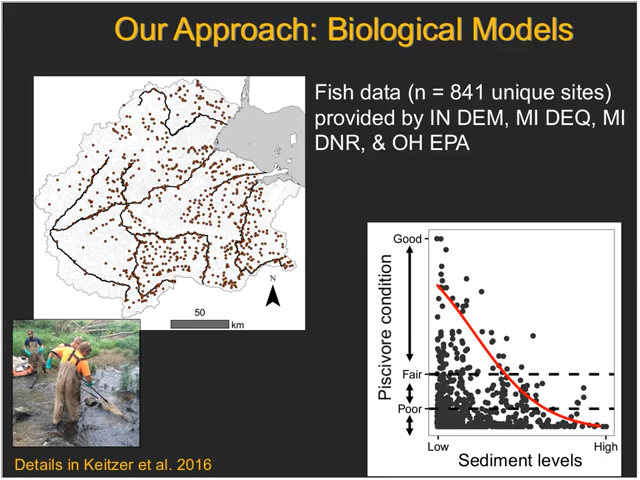 Our Approach: Biological Models
Fish data (n = 841 unique sites)
provided by IN DEM, MI DEQ, MI
DNR, & OH EPA
N
50
km
Good
Fair
Poor
Piscivore condition
Low
High
Sediment levels
Details in Keitzer et al. 2016